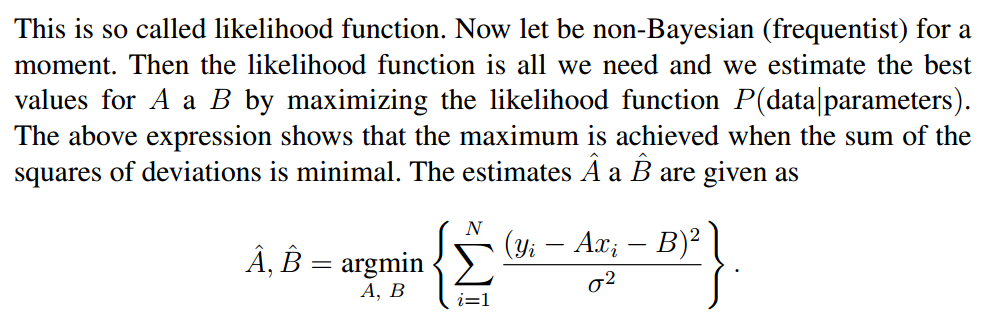 This is so called likelihood function. Now let be non-Bayesian (frequentist) for a
moment. Then the likelihood function is all we need and we estimate the best
values for A a B by maximizing the likelihood function P(data|parameters).
The above expression shows that the maximum is achieved when the sum of the
squares of deviations is minimal. The estimates Â a B̂ are given as
Â, B̂ = argmin_{A, B} { ∑_{i=1}^{N} (y_i − Ax_i − B)² / σ² } .